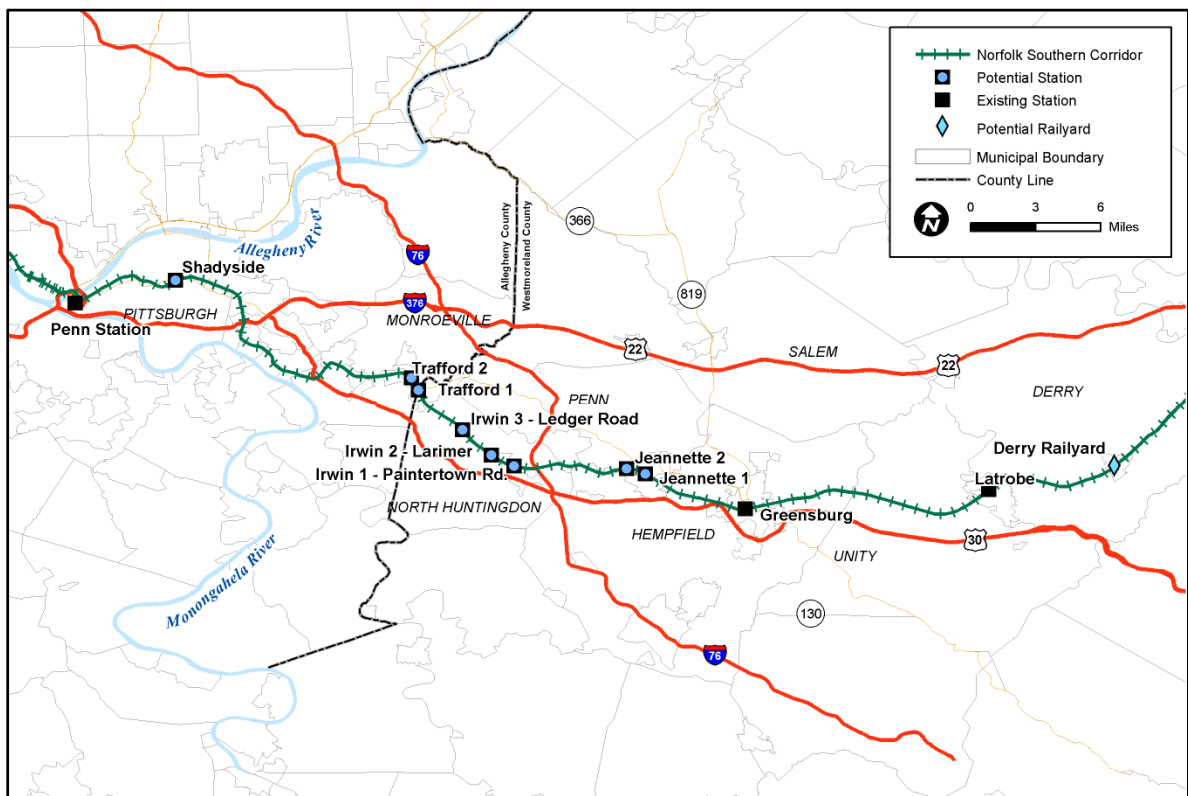 Norfolk Southern Corridor
Potential Station
Existing Station
Potential Railyard
Municipal Boundary
County Line
N
0 3 6
Miles
366
Allegheny County
Westmoreland County
Allegheny River
76
Shadyside
819
376
PITTSBURGH
MONROEVILLE
Penn Station
22
SALEM
22
Trafford 2
Trafford 1
PENN
DERRY
Irwin 3 - Ledger Road
Irwin 2 - Larimer
Jeannette 2
Derry Railyard
Irwin 1 - Paintertown Rd.
Jeannette 1
Latrobe
NORTH HUNTINGDON
Greensburg
HEMPFIELD
30
UNITY
Monongahela River
130
76